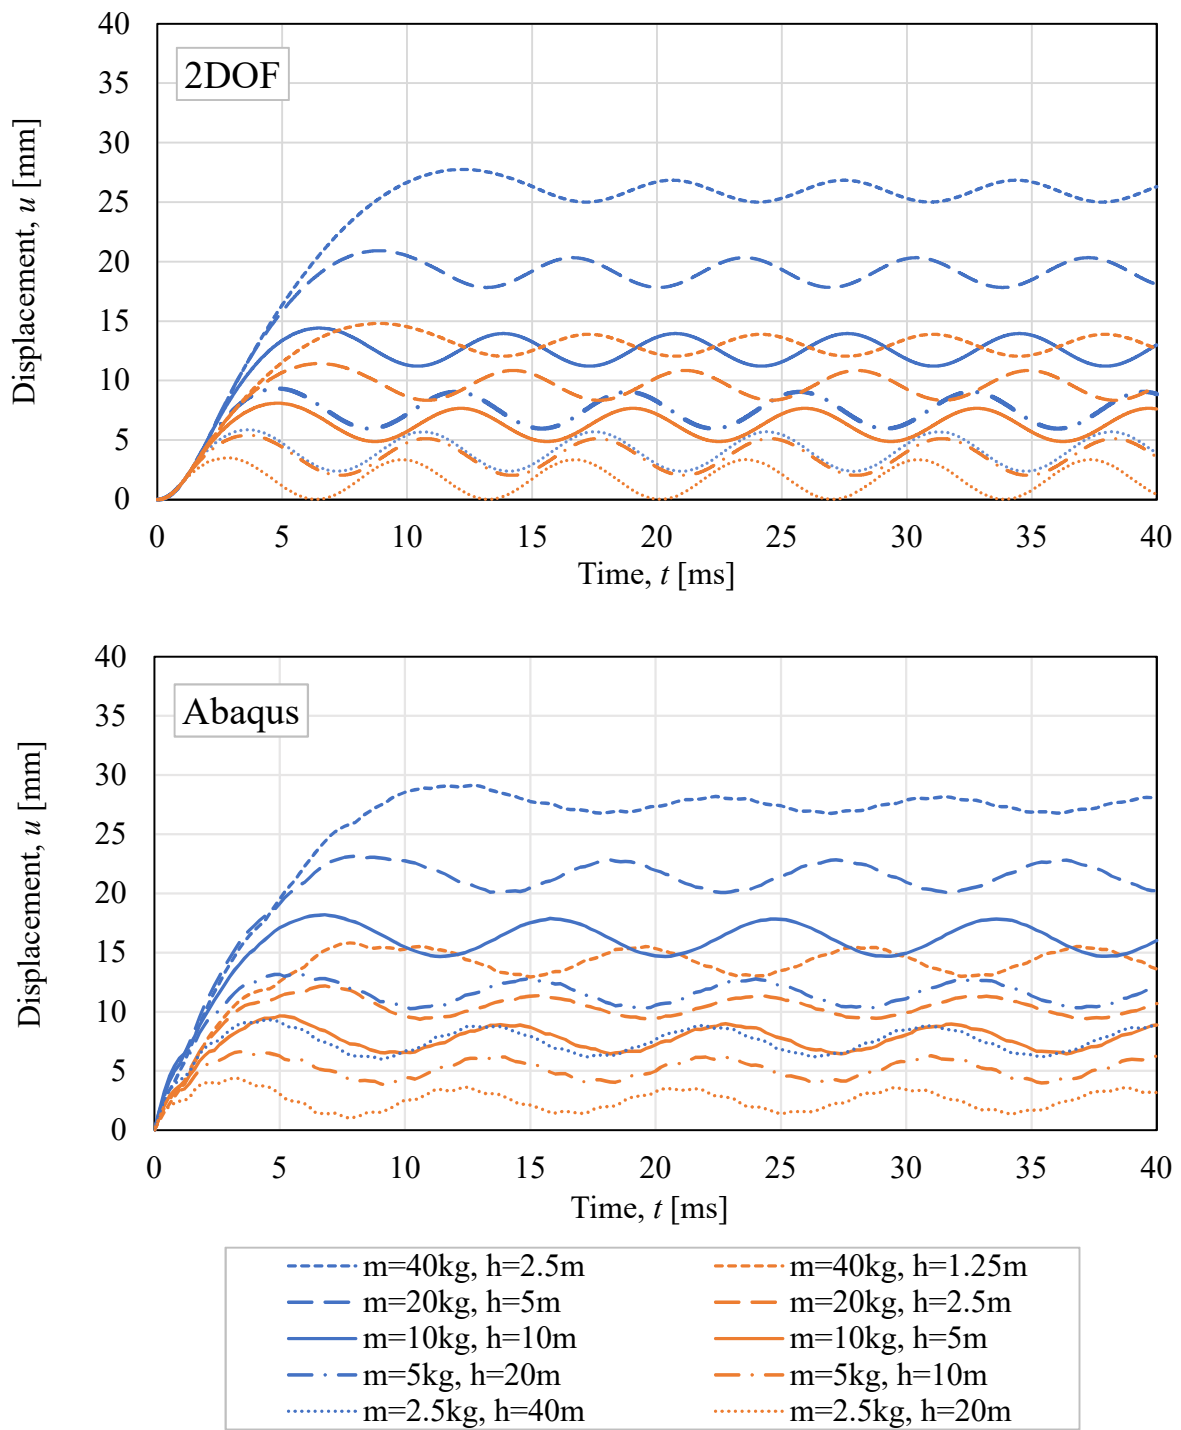 40
35
30
25
20
15
10
5
0
Displacement, u [mm]
2DOF
0 5 10 15 20 25 30 35 40
Time, t [ms]
40
35
30
25
20
15
10
5
0
Displacement, u [mm]
Abaqus
0 5 10 15 20 25 30 35 40
Time, t [ms]
m=40kg, h=2.5m m=40kg, h=1.25m
m=20kg, h=5m m=20kg, h=2.5m
m=10kg, h=10m m=10kg, h=5m
m=5kg, h=20m m=5kg, h=10m
m=2.5kg, h=40m m=2.5kg, h=20m